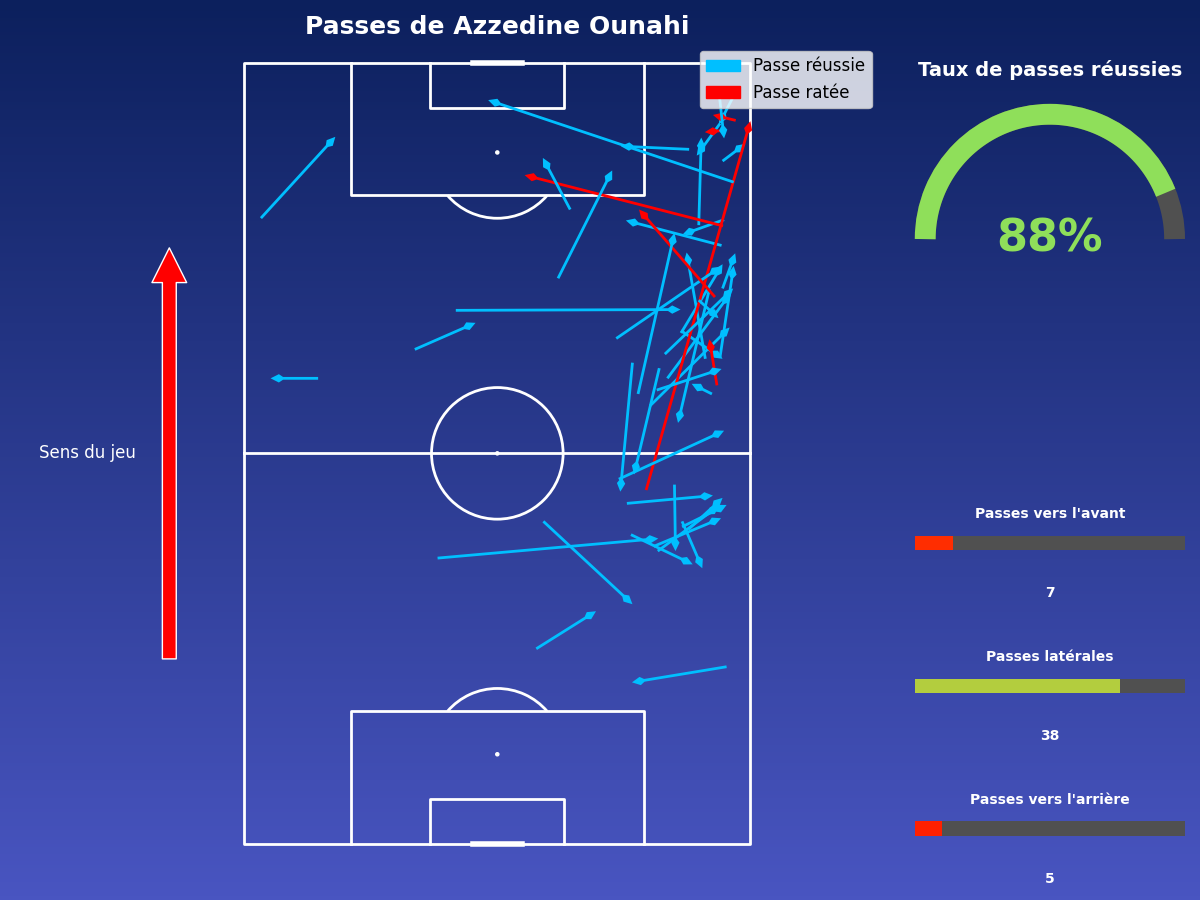 Passes de Azzedine Ounahi
Passe réussie
Passe ratée
Taux de passes réussies
88%
Sens du jeu
Passes vers l'avant
7
Passes latérales
38
Passes vers l'arrière
5